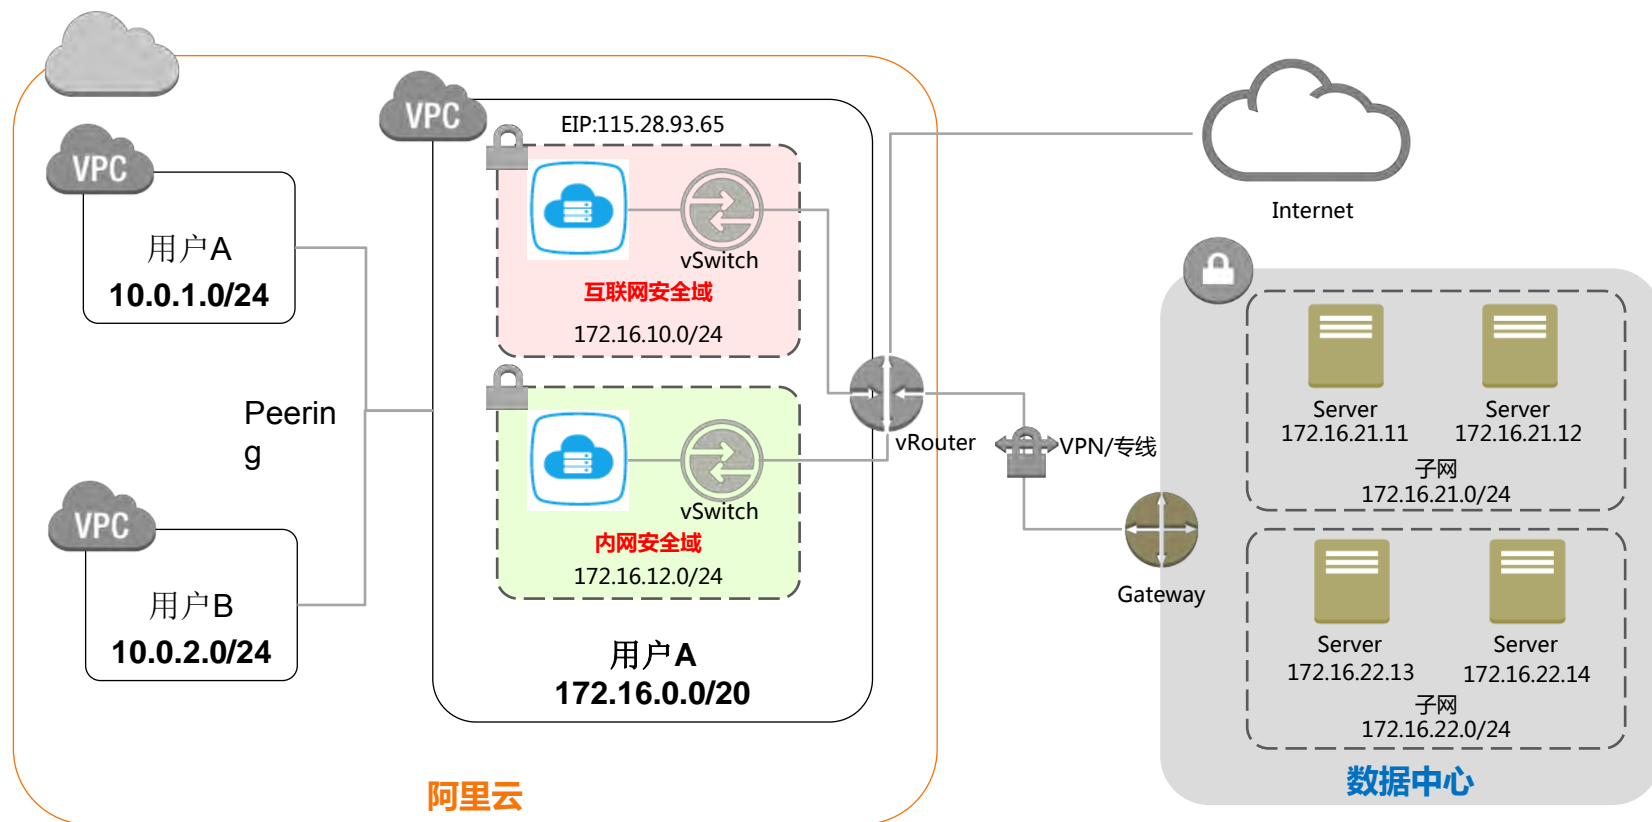 VPC
EIP:115.28.93.65
VPC
用户A
10.0.1.0/24
vSwitch
互联网安全域
172.16.10.0/24
Internet
Peerin
g
vSwitch
内网安全域
172.16.12.0/24
vRouter
VPN/专线
Gateway
VPC
用户B
10.0.2.0/24
用户A
172.16.0.0/20
阿里云
Server
172.16.21.11
Server
172.16.21.12
子网
172.16.21.0/24
Server
172.16.22.13
Server
172.16.22.14
子网
172.16.22.0/24
数据中心